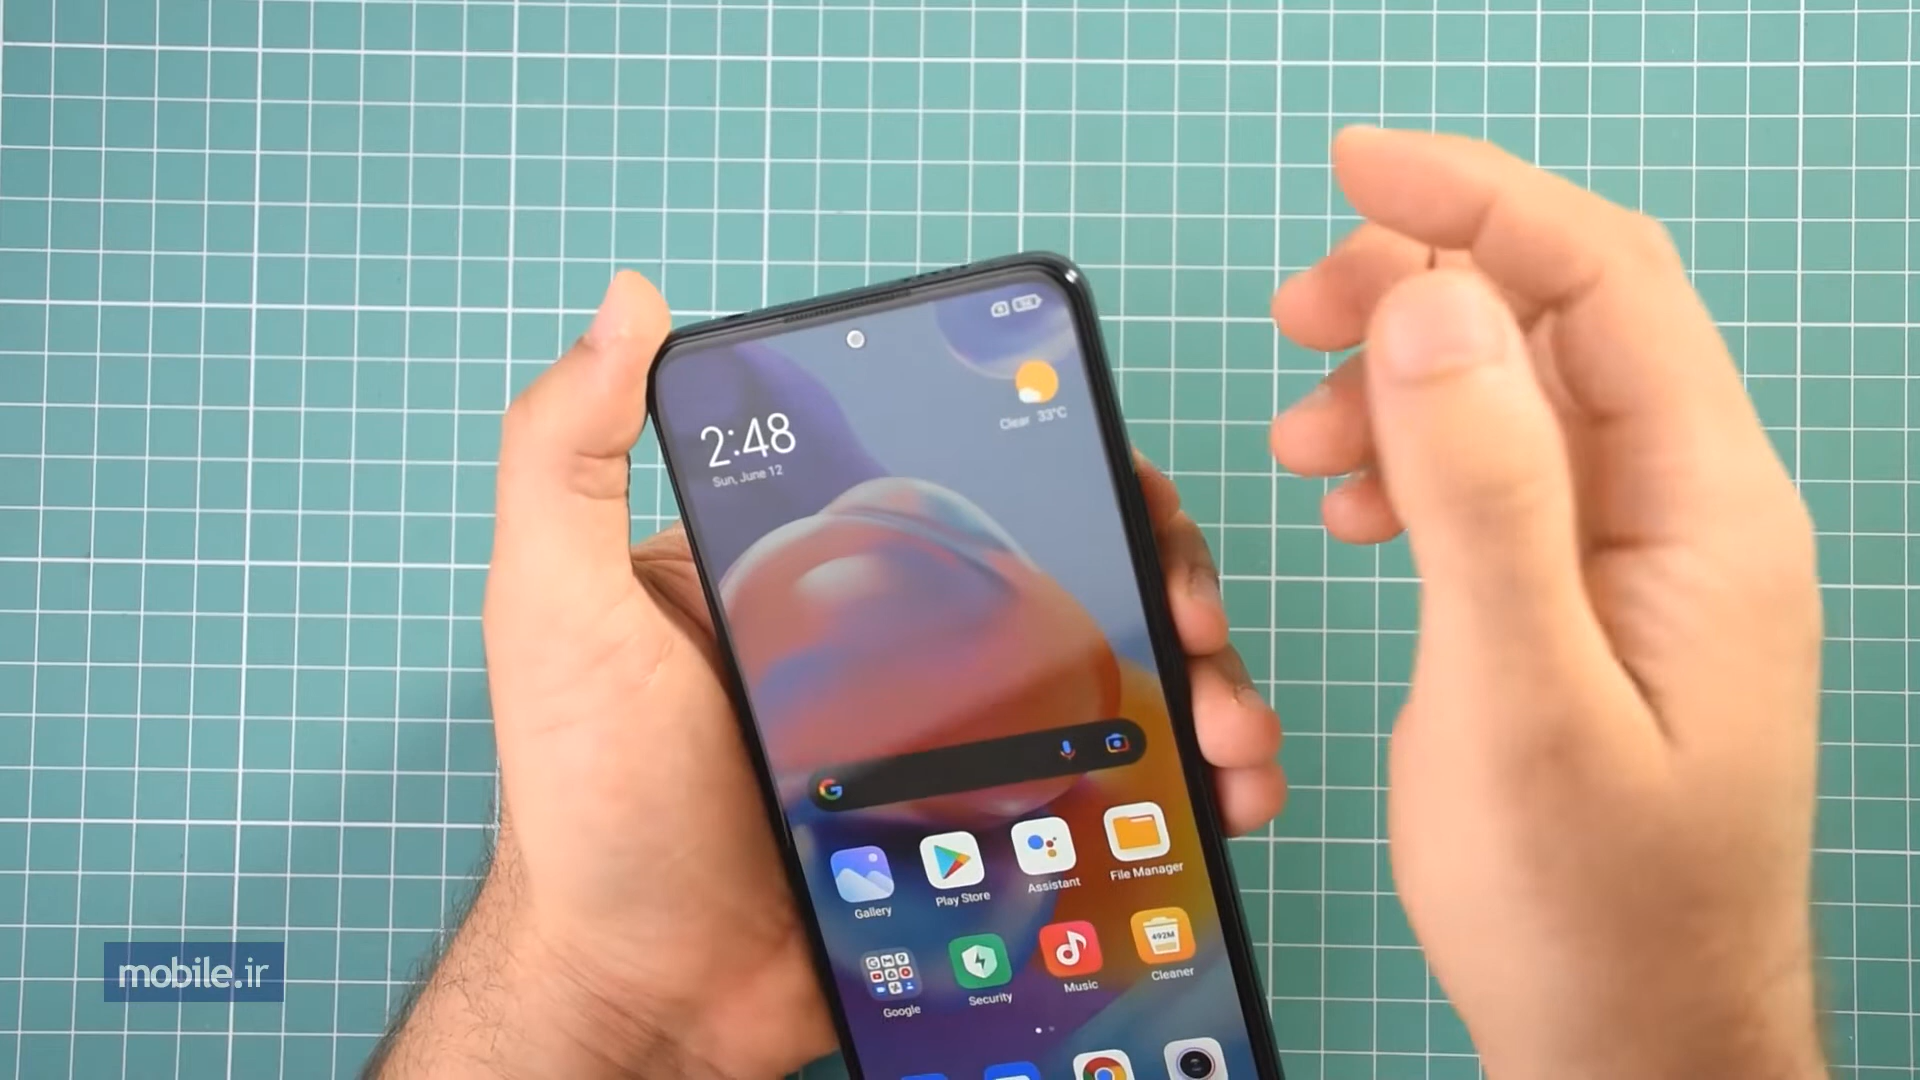 2:48
Sun, June 12
Clear 33°C
Gallery
Play Store
Assistant
File Manager
Google
Security
Music
492M
Cleaner
mobile.ir